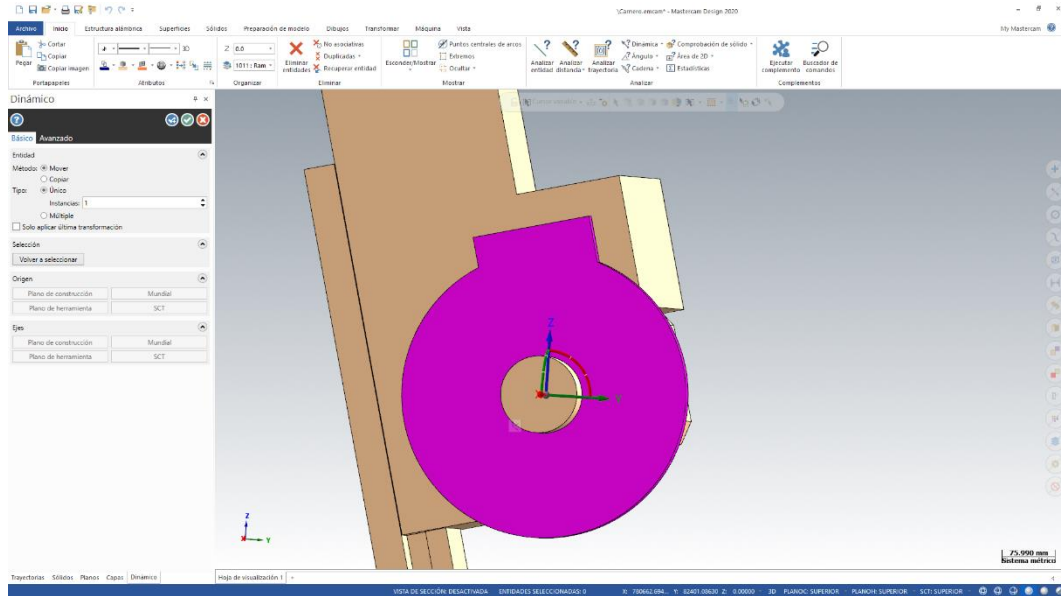 \Carnero.emcam* - Mastercam Design 2020
Archivo Inicio Estructura alámbrica Superficies Sólidos Preparación de modelo Dibujos Transformar Máquina Vista My Mastercam
Pegar Cortar
Copiar
Copiar imagen
Portapapeles
3D
Atributos
Z 0.0
1011 : Ram
Organizar
Eliminar entidades
No asociativas
Duplicadas
Recuperar entidad
Eliminar
Esconder/Mostrar
Puntos centrales de arcos
Extremos
Ocultar
Mostrar
Analizar entidad
Analizar distancia
Analizar trayectoria
Dinámica
Ángulo
Cadena
Comprobación de sólido
Área de 2D
Estadísticas
Analizar
Ejecutar complemento
Buscador de comandos
Complementos
Dinámico
Básico Avanzado
Entidad
Método: Mover
Copiar
Tipo: Único
Instancias: 1
Múltiple
Solo aplicar última transformación
Selección
Volver a seleccionar
Origen
Plano de construcción Mundial
Plano de herramienta SCT
Ejes
Plano de construcción Mundial
Plano de herramienta SCT
Z
Z
Y
75.990 mm
Sistema métrico
Trayectorias Sólidos Planos Capas Dinámico
Hoja de visualización 1 +
VISTA DE SECCIÓN: DESACTIVADA ENTIDADES SELECCIONADAS: 0 X: 780662.694... Y: 82401.08630 Z: 0.00000 3D PLANOC: SUPERIOR PLANOH: SUPERIOR SCT: SUPERIOR